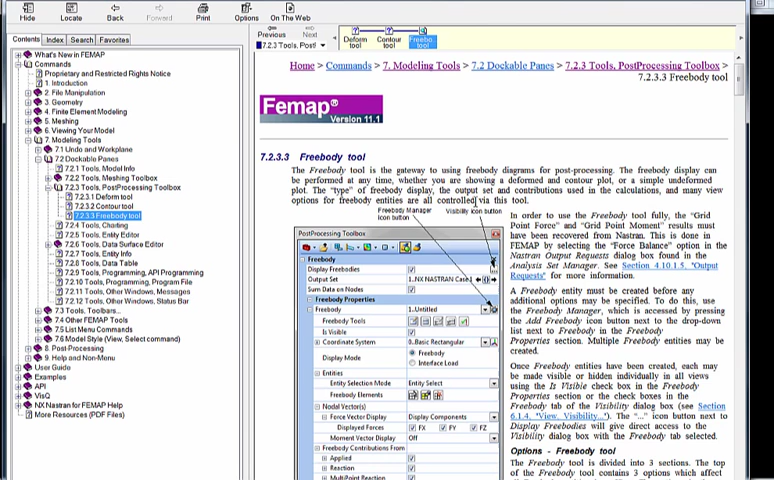 Hide Locate Back Forward Print Options On The Web
Contents Index Search Favorites
What's New in FEMAP
Commands
Proprietary and Restricted Rights Notice
1. Introduction
2. File Manipulation
3. Geometry
4. Finite Element Modeling
5. Meshing
6. Viewing Your Model
7. Modeling Tools
7.1 Undo and Workplane
7.2 Dockable Panes
7.2.1 Tools, Model Info
7.2.2 Tools, Meshing Toolbox
7.2.3 Tools, PostProcessing Toolbox
7.2.3.1 Deform tool
7.2.3.2 Contour tool
7.2.3.3 Freebody tool
7.2.4 Tools, Charting
7.2.5 Tools, Entity Editor
7.2.6 Tools, Data Surface Editor
7.2.7 Tools, Entity Info
7.2.8 Tools, Data Table
7.2.9 Tools, Programming, API Programming
7.2.10 Tools, Programming, Program File
7.2.11 Tools, Other Windows, Messages
7.2.12 Tools, Other Windows, Status Bar
7.3 Tools, Toolbars...
7.4 Other FEMAP Tools
7.5 List Menu Commands
7.6 Model Style (View, Select command)
8. Post-Processing
9. Help and Non-Menu
User Guide
Examples
API
VisQ
NX Nastran for FEMAP Help
More Resources (PDF Files)
Previous Next
7.2.3 Tools, Post!
Deform tool
Contour tool
Freebo tool
Home > Commands > 7. Modeling Tools > 7.2 Dockable Panes > 7.2.3 Tools, PostProcessing Toolbox >
7.2.3.3 Freebody tool
Femap®
Version 11.1
7.2.3.3 Freebody tool
The Freebody tool is the gateway to using freebody diagrams for post-processing. The freebody display can
be performed at any time, whether you are showing a deformed and contour plot, or a simple undeformed
plot. The "type" of freebody display, the output set and contributions used in the calculations, and many view
options for freebody entities are all controlled via this tool.
Freebody Manager
icon button
Visibility icon button
PostProcessing Toolbox
Freebody
Display Freebodies
Output Set 1..NX NASTRAN Case
Sum Data on Nodes
Freebody Properties
Freebody 1..Untitled
Freebody Tools
Is Visible
Coordinate System 0..Basic Rectangular
Display Mode Freebody
Interface Load
Entities
Entity Selection Mode Entity Select
Freebody Elements
Nodal Vector(s)
Force Vector Display Display Components
Displayed Forces FX FY FZ
Moment Vector Display Off
Freebody Contributions From
Applied
Reaction
MultiPoint Reaction
In order to use the Freebody tool fully, the "Grid
Point Force" and "Grid Point Moment" results must
have been recovered from Nastran. This is done in
FEMAP by selecting the "Force Balance" option in the
Nastran Output Requests dialog box found in the
Analysis Set Manager. See Section 4.10.1.5, "Output
Requests" for more information.
A Freebody entity must be created before any
additional options may be specified. To do this, use
the Freebody Manager, which is accessed by pressing
the Add Freebody icon button next to the drop-down
list next to Freebody in the Freebody
Properties section. Multiple Freebody entities may be
created.
Once Freebody entities have been created, each may
be made visible or hidden individually in all views
using the Is Visible check box in the Freebody
Properties section or the check boxes in the
Freebody tab of the Visibility dialog box (see Section
6.1.4, "View, Visibility..."). The "..." icon button next to
Display Freebodies will give direct access to the
Visibility dialog box with the Freebody tab selected.
Options - Freebody tool
The Freebody tool is divided into 3 sections. The top
of the Freebody tool contains 3 options which affect